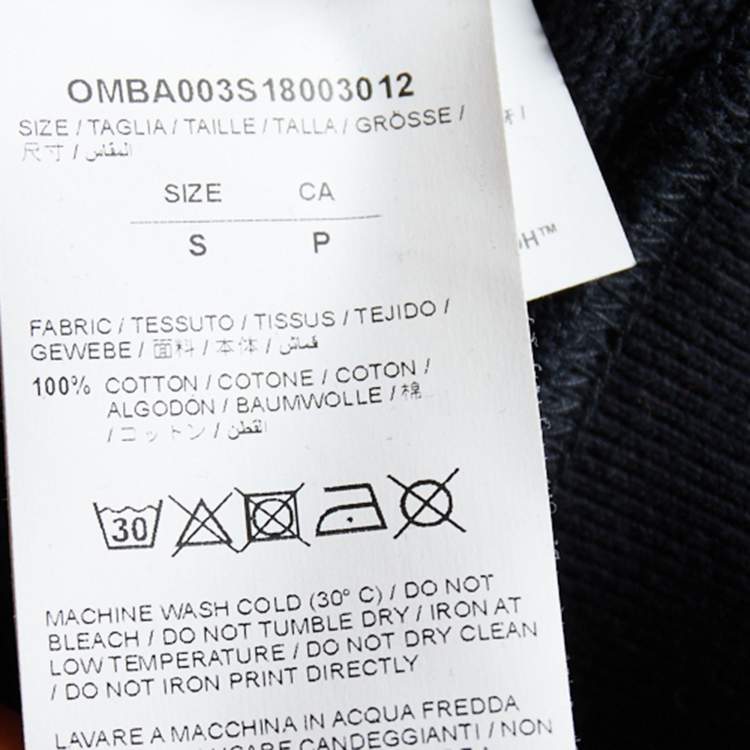 OMBA003S18003012
SIZE / TAGLIA / TAILLE / TALLA / GRÖSSE /
尺寸 / المقاس
SIZE CA
S P
FABRIC / TESSUTO / TISSUS / TEJIDO /
GEWEBE / 面料 / 本体 / قماش
100% COTTON / COTONE / COTON /
ALGODÓN / BAUMWOLLE / 棉
/ コットン / القطن
30
MACHINE WASH COLD (30° C) / DO NOT
BLEACH / DO NOT TUMBLE DRY / IRON AT
LOW TEMPERATURE / DO NOT DRY CLEAN
/ DO NOT IRON PRINT DIRECTLY
LAVARE A MACCHINA IN ACQUA FREDDA
CANDEGGIANTI / NON